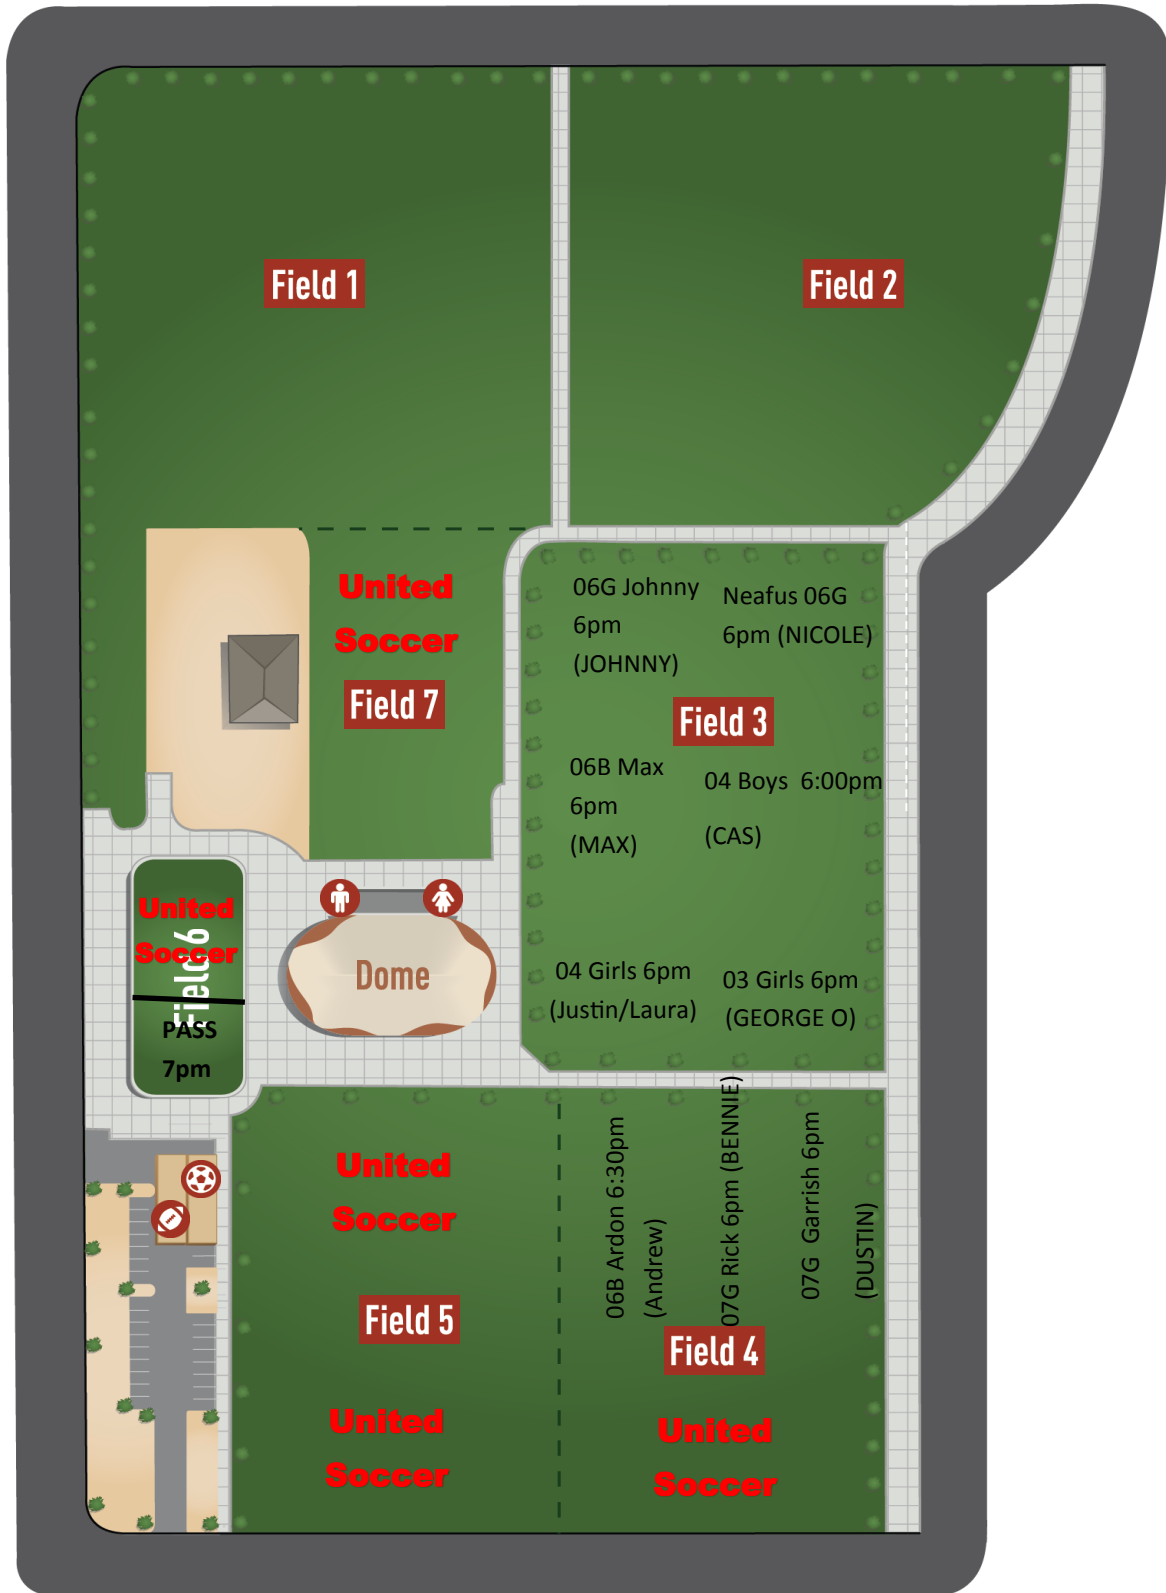 Field 1
Field 2
United
Soccer
Field 7
06G Johnny
6pm
(JOHNNY)
Neafus 06G
6pm (NICOLE)
Field 3
06B Max
6pm
(MAX)
04 Boys  6:00pm
(CAS)
04 Girls 6pm
(Justin/Laura)
03 Girls 6pm
(GEORGE O)
United
Soccer
Field 6
PASS
7pm
Dome
United
Soccer
Field 5
United
Soccer
06B Ardon 6:30pm
(Andrew)
07G Rick 6pm (BENNIE)
07G  Garrish 6pm
(DUSTIN)
Field 4
United
Soccer